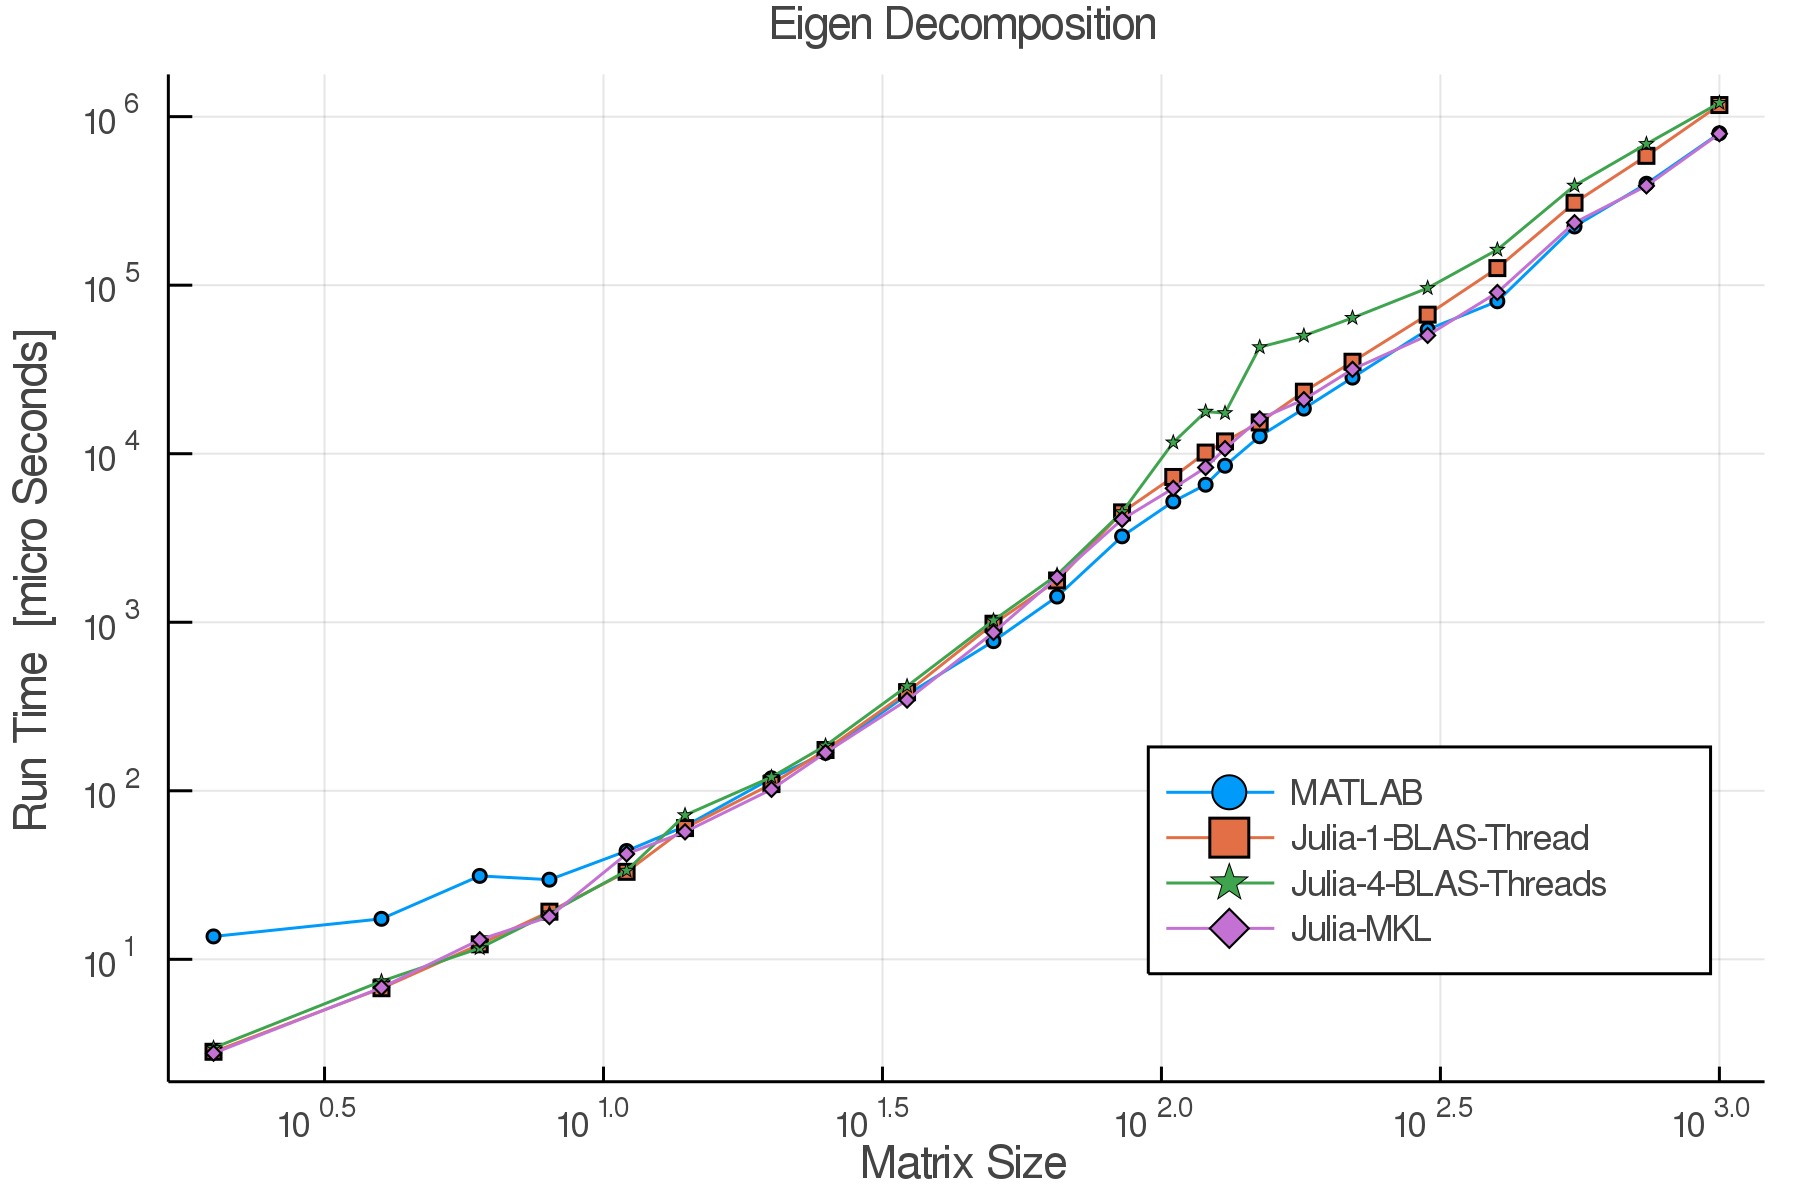 Eigen Decomposition
Run Time [micro Seconds]
10 6
10 5
10 4
10 3
10 2
10 1
MATLAB
Julia-1-BLAS-Thread
Julia-4-BLAS-Threads
Julia-MKL
10 0.5 10 1.0 10 1.5 10 2.0 10 2.5 10 3.0
Matrix Size